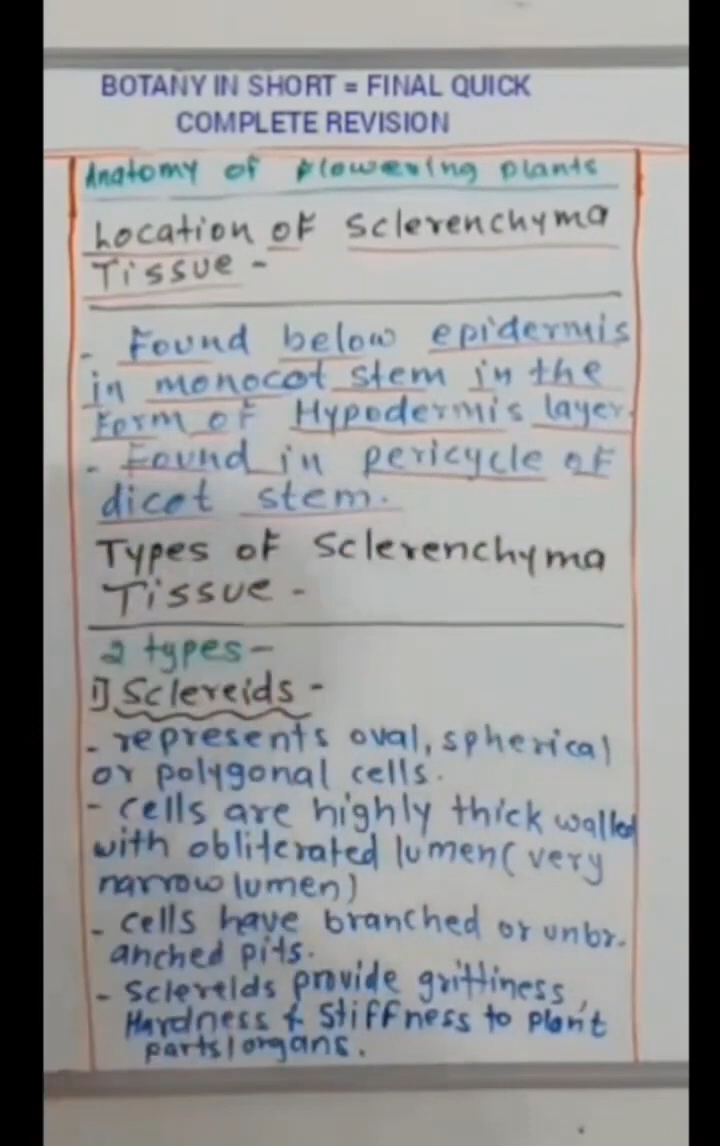 BOTANY IN SHORT = FINAL QUICK
COMPLETE REVISION
Anatomy of Flowering plants
Location of Sclerenchyma
Tissue -
- Found below epidermis
in monocot stem in the
Form of Hypodermis layer.
- Found in pericycle of
dicot stem.
Types of Sclerenchyma
Tissue -
2 types-
1) Sclereids -
- represents oval, spherical
or polygonal cells.
- cells are highly thick walled
with obliterated lumen( very
narrow lumen)
- cells have branched or unbr-
anched pits.
- Sclereids provide grittiness,
Hardness & Stiffness to plant
parts/organs.